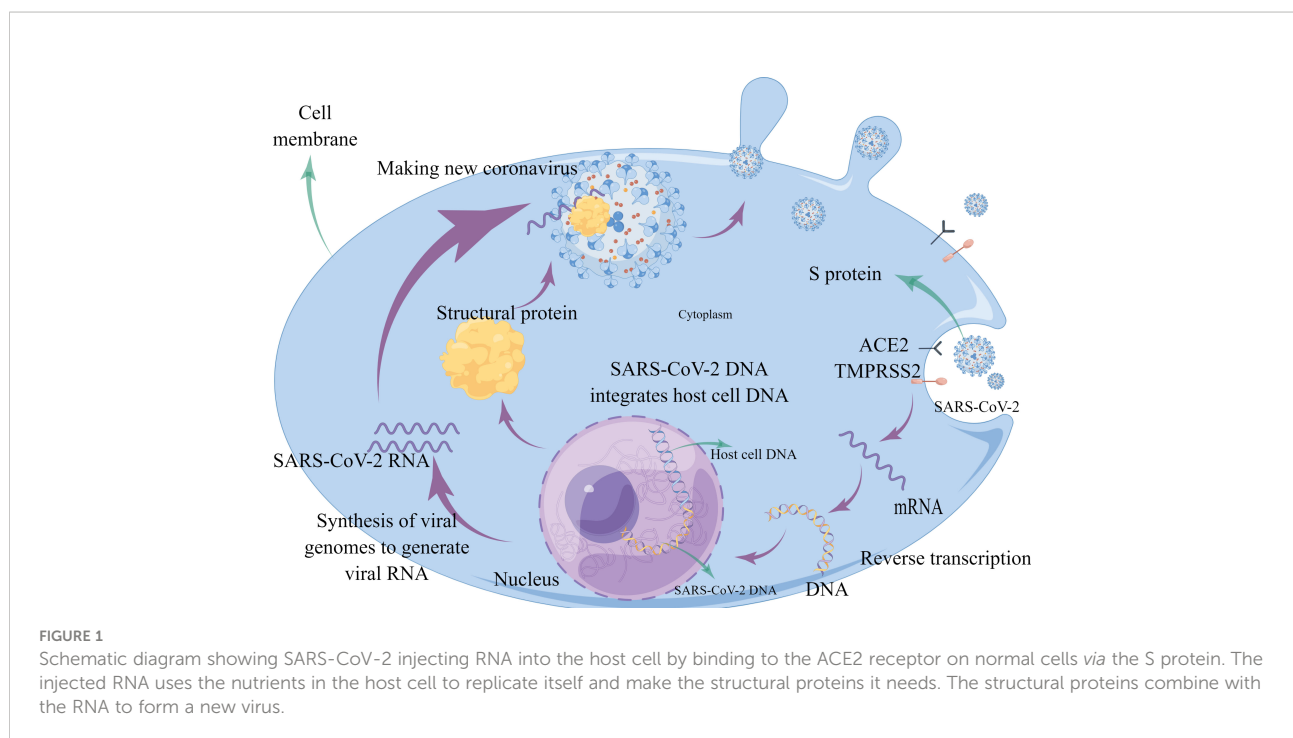 Cell
membrane
Making new coronavirus
S protein
Structural protein
Cytoplasm
ACE2
TMPRSS2
SARS-CoV-2
SARS-CoV-2 DNA
integrates host cell DNA
Host cell DNA
SARS-CoV-2 RNA
mRNA
Synthesis of viral
genomes to generate
viral RNA
Nucleus
SARS-CoV-2 DNA
DNA
Reverse transcription
FIGURE 1
Schematic diagram showing SARS-CoV-2 injecting RNA into the host cell by binding to the ACE2 receptor on normal cells via the S protein. The
injected RNA uses the nutrients in the host cell to replicate itself and make the structural proteins it needs. The structural proteins combine with
the RNA to form a new virus.